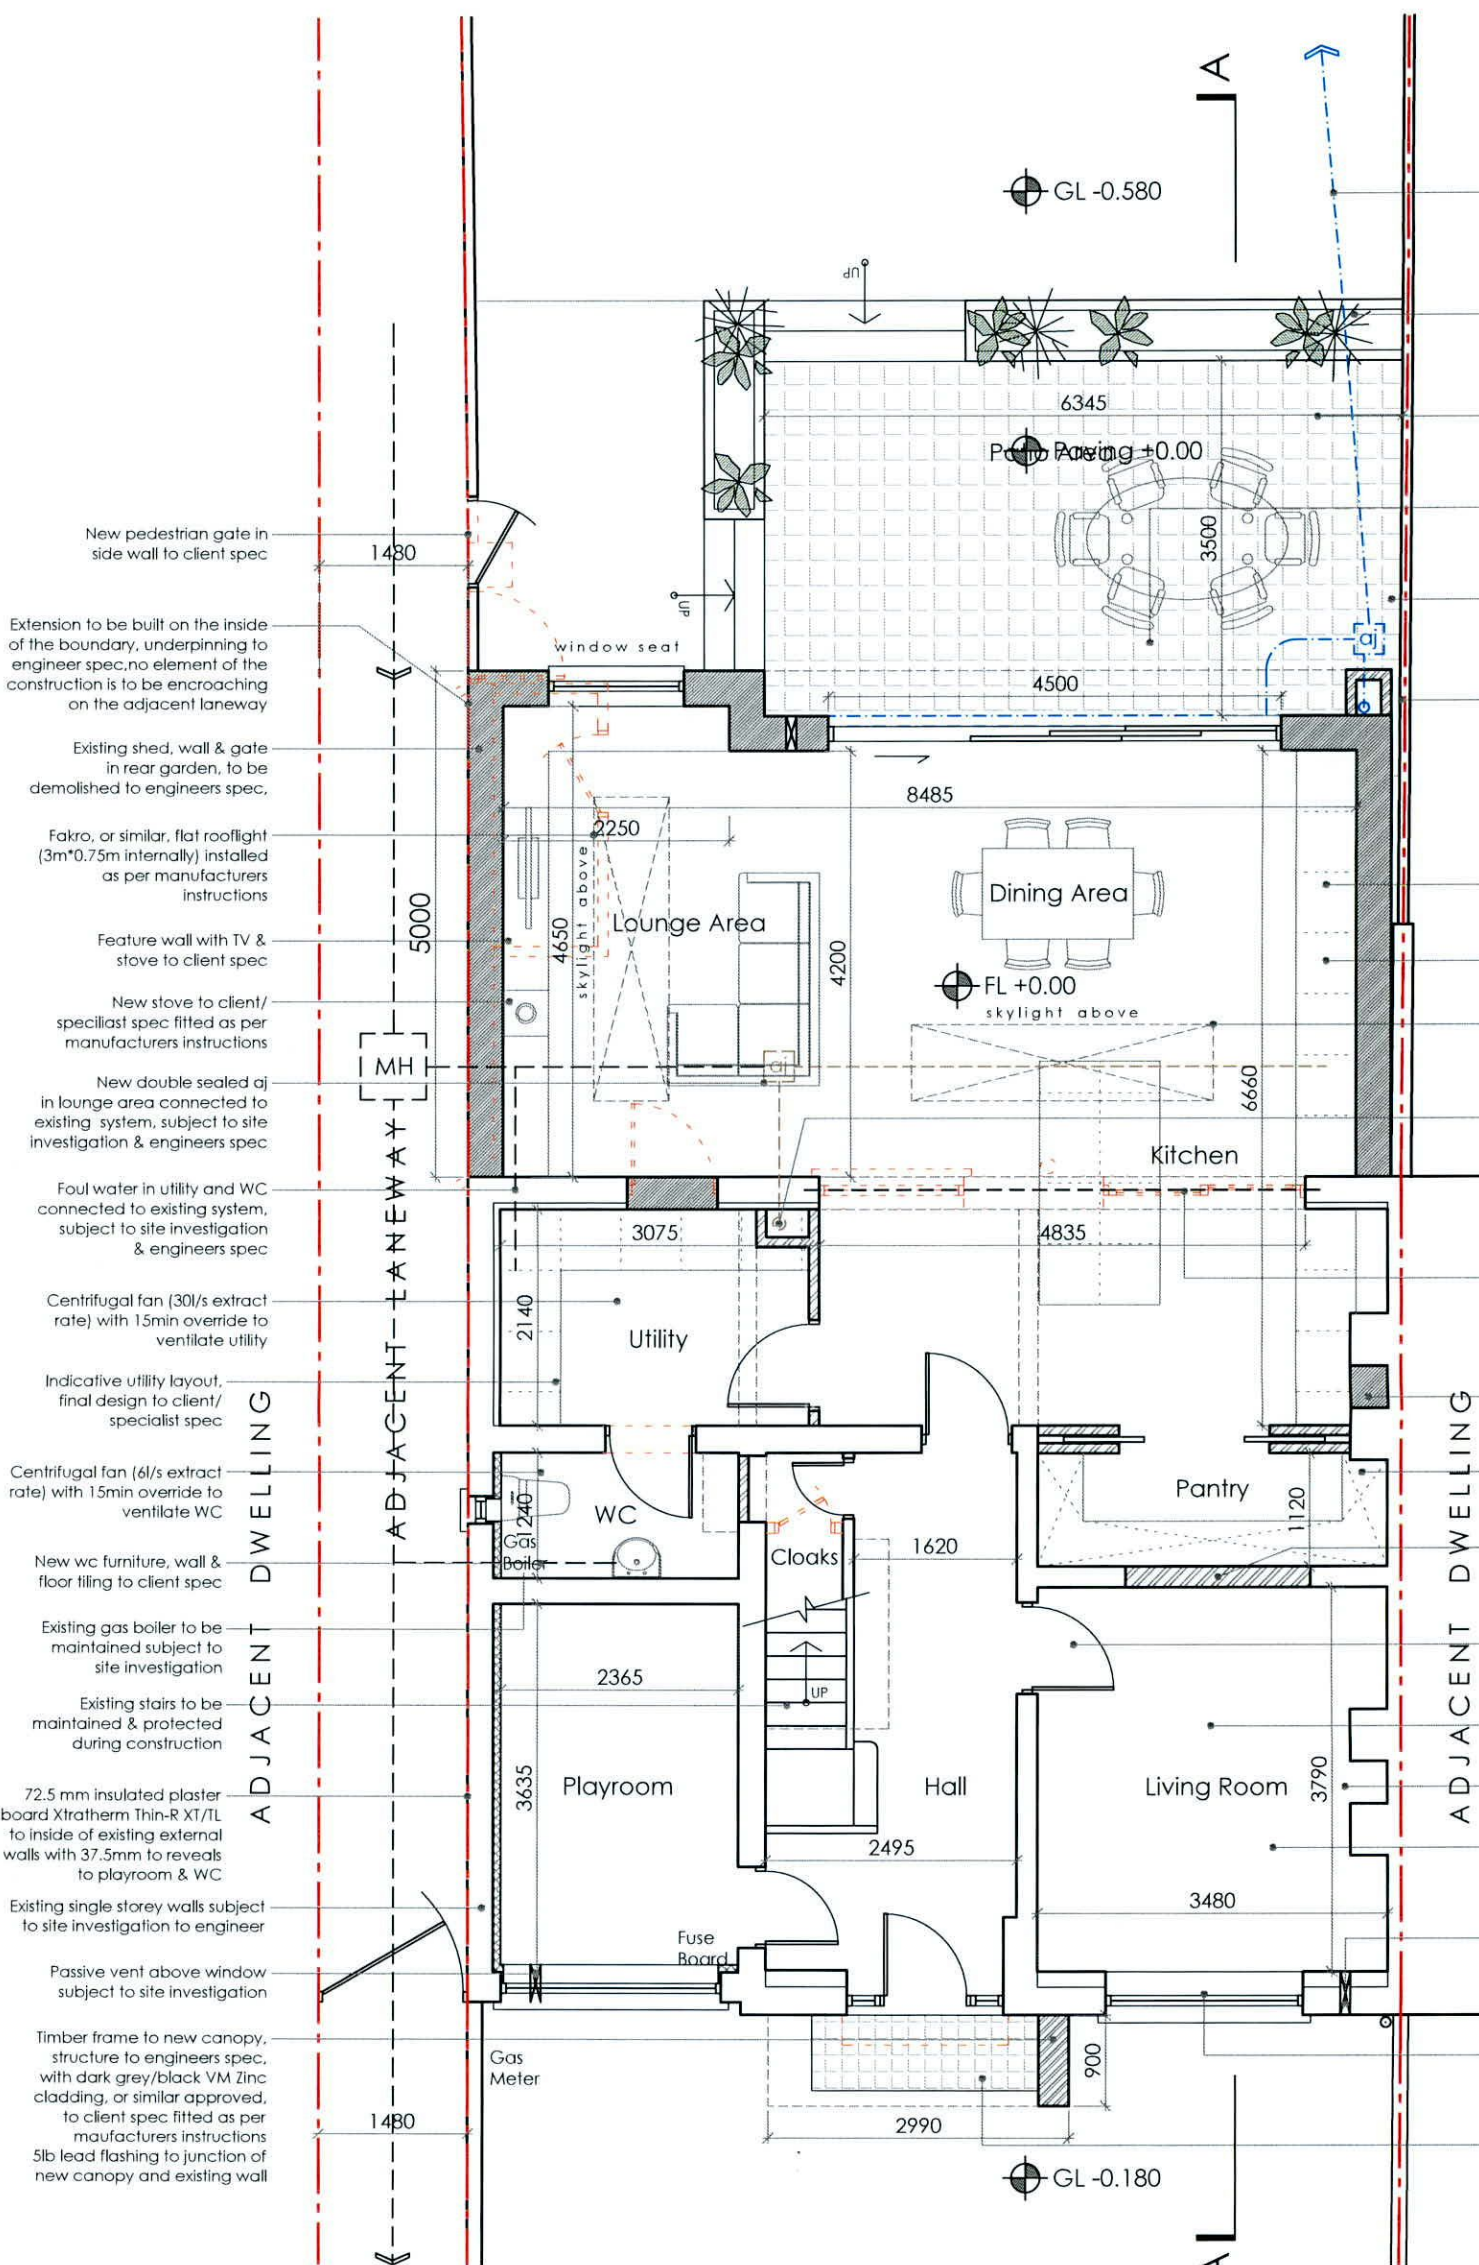 A
GL -0.580
UP
6345
Paving +0.00
3500
UP
aj
window seat
4500
New pedestrian gate in
side wall to client spec
1480
Extension to be built on the inside
of the boundary, underpinning to
engineer spec,no element of the
construction is to be encroaching
on the adjacent laneway
Existing shed, wall & gate
in rear garden, to be
demolished to engineers spec,
Fakro, or similar, flat rooflight
(3m*0.75m internally) installed
as per manufacturers
instructions
Feature wall with TV &
stove to client spec
New stove to client/
speciliast spec fitted as per
manufacturers instructions
New double sealed aj
in lounge area connected to
existing system, subject to site
investigation & engineers spec
Foul water in utility and WC
connected to existing system,
subject to site investigation
& engineers spec
Centrifugal fan (30l/s extract
rate) with 15min override to
ventilate utility
Indicative utility layout,
final design to client/
specialist spec
Centrifugal fan (6l/s extract
rate) with 15min override to
ventilate WC
New wc furniture, wall &
floor tiling to client spec
Existing gas boiler to be
maintained subject to
site investigation
Existing stairs to be
maintained & protected
during construction
72.5 mm insulated plaster
board Xtratherm Thin-R XT/TL
to inside of existing external
walls with 37.5mm to reveals
to playroom & WC
Existing single storey walls subject
to site investigation to engineer
Passive vent above window
subject to site investigation
Timber frame to new canopy,
structure to engineers spec,
with dark grey/black VM Zinc
cladding, or similar approved,
to client spec fitted as per
maufacturers instructions
5lb lead flashing to junction of
new canopy and existing wall
1480
ADJACENT DWELLING
ADJACENT LANEWAY
MH
5000
8485
2250
4650
skylight above
Lounge Area
4200
Dining Area
FL +0.00
skylight above
aj
6660
Kitchen
3075
4835
2140
Utility
WC
1240
Gas
Boiler
Cloaks
1620
Pantry
1120
2365
UP
3635
Playroom
Hall
Living Room
3790
2495
3480
Fuse
Board
Gas
Meter
900
2990
GL -0.180
A
ADJACENT DWELLING